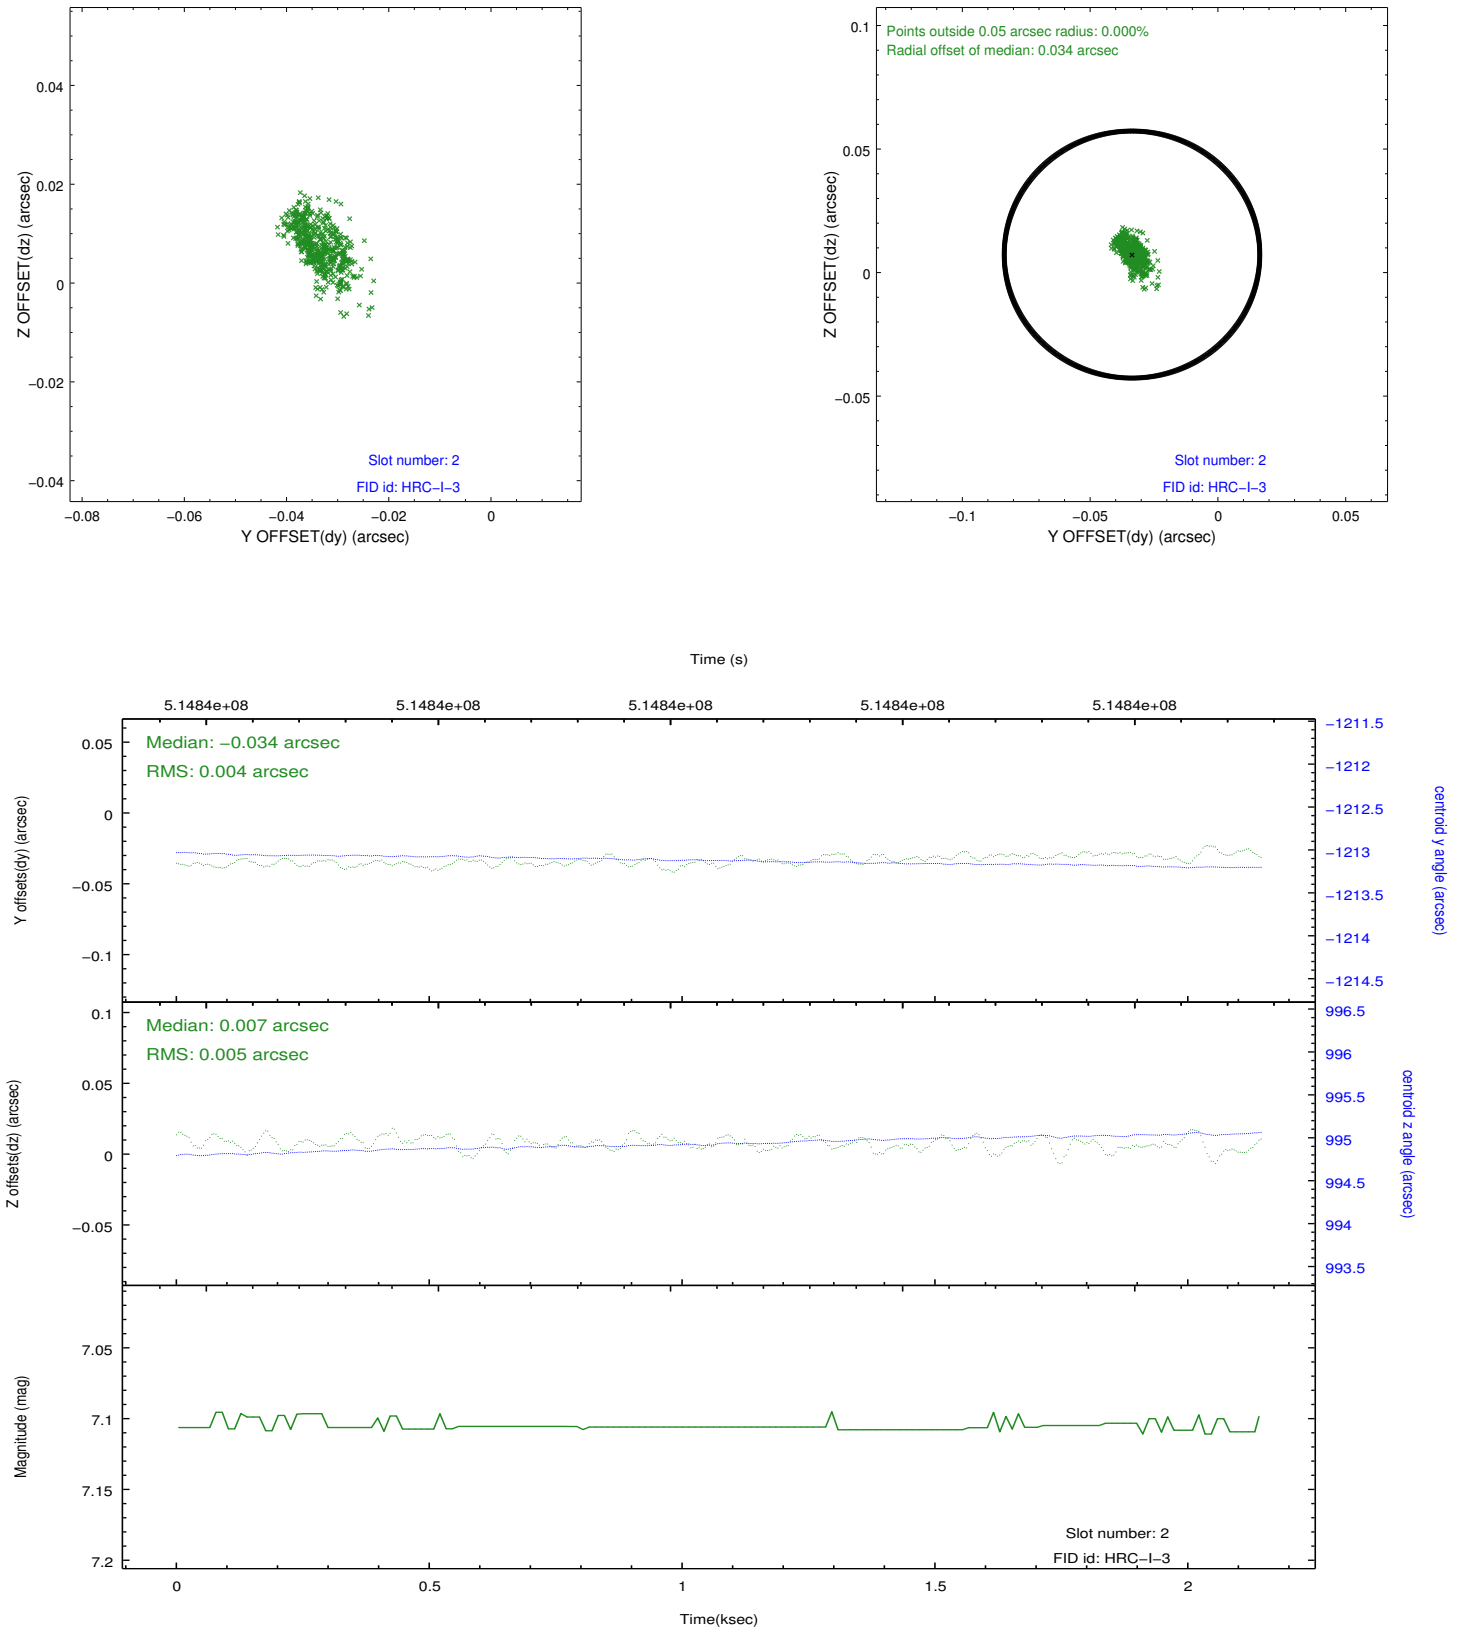 0.04
0.02
0
−0.02
−0.04
Z OFFSET(dz) (arcsec)
Slot number: 2
FID id: HRC−I−3
−0.08
−0.06
−0.04
−0.02
0
Y OFFSET(dy) (arcsec)
Points outside 0.05 arcsec radius: 0.000%
Radial offset of median: 0.034 arcsec
0.1
0.05
0
−0.05
Z OFFSET(dz) (arcsec)
Slot number: 2
FID id: HRC−I−3
−0.1
−0.05
0
0.05
Y OFFSET(dy) (arcsec)
Time (s)
5.1484e+08
5.1484e+08
5.1484e+08
5.1484e+08
5.1484e+08
Median: −0.034 arcsec
RMS: 0.004 arcsec
0.05
0
−0.05
−0.1
Y offsets(dy) (arcsec)
−1211.5
−1212
−1212.5
−1213
−1213.5
−1214
−1214.5
centroid y angle (arcsec)
Median: 0.007 arcsec
RMS: 0.005 arcsec
0.1
0.05
0
−0.05
Z offsets(dz) (arcsec)
996.5
996
995.5
995
994.5
994
993.5
centroid z angle (arcsec)
7.05
7.1
7.15
7.2
Magnitude (mag)
Slot number: 2
FID id: HRC−I−3
0
0.5
1
1.5
2
Time(ksec)